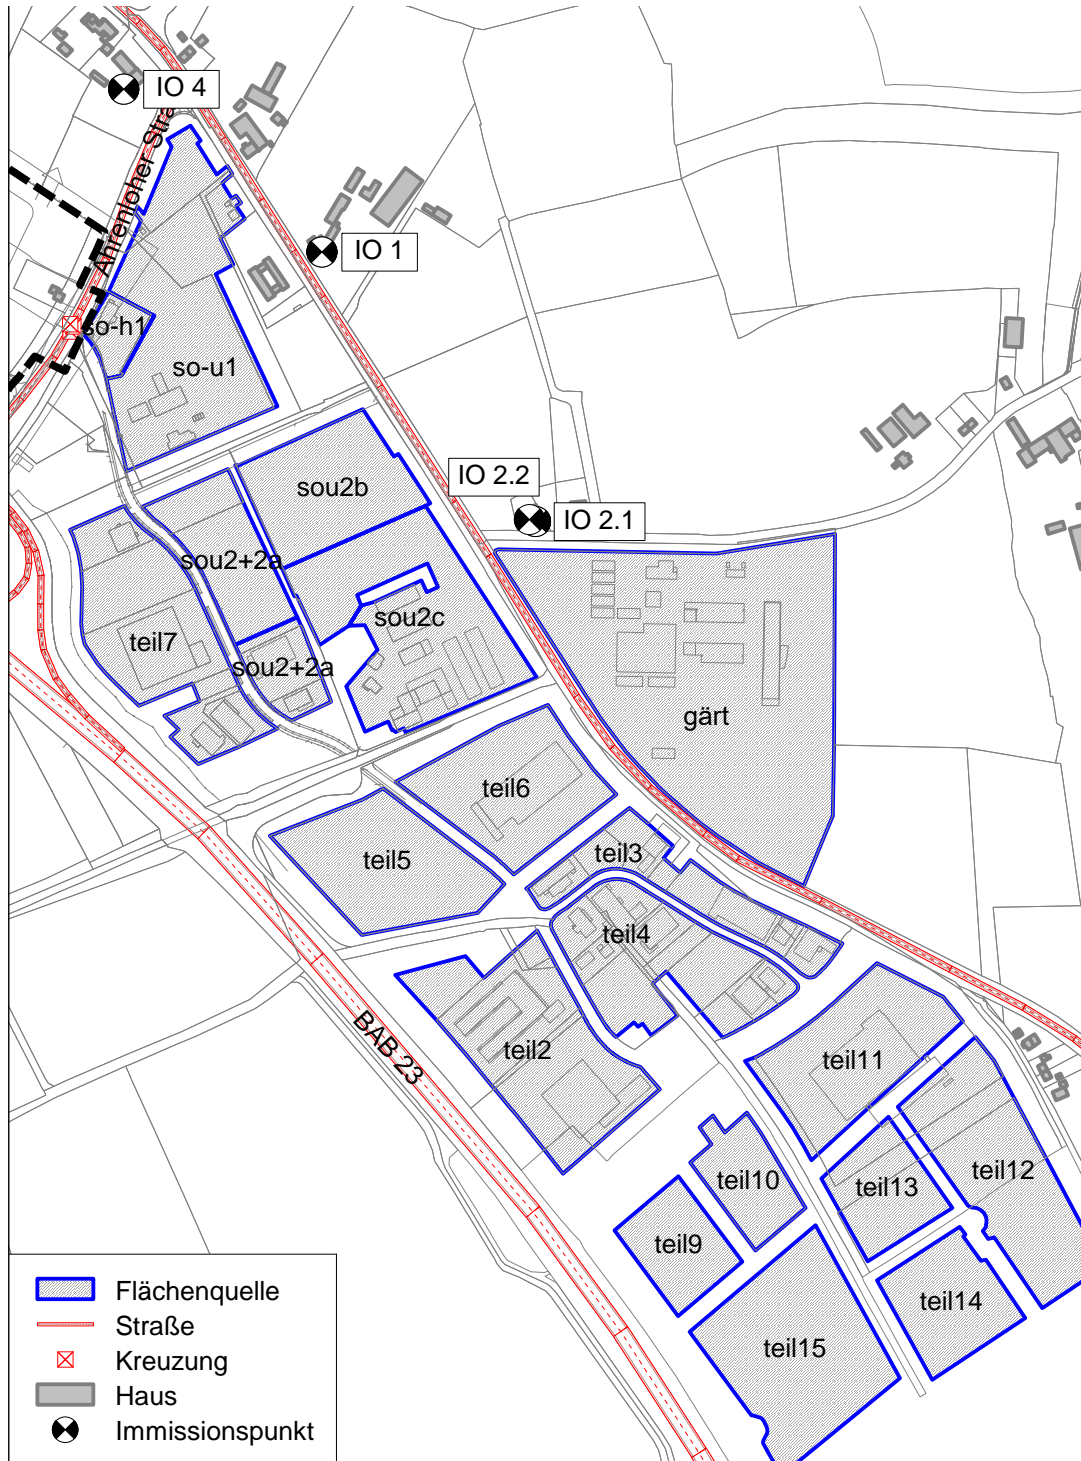 IO 4
Ahrenloher Stra
IO 1
so-h1
so-u1
IO 2.2
sou2b
IO 2.1
sou2+2a
sou2c
teil7
sou2+2a
gärt
teil6
teil5
teil3
teil4
BAB 23
teil2
teil11
teil10
teil13
teil12
teil9
teil14
teil15
Flächenquelle
Straße
Kreuzung
Haus
Immissionspunkt